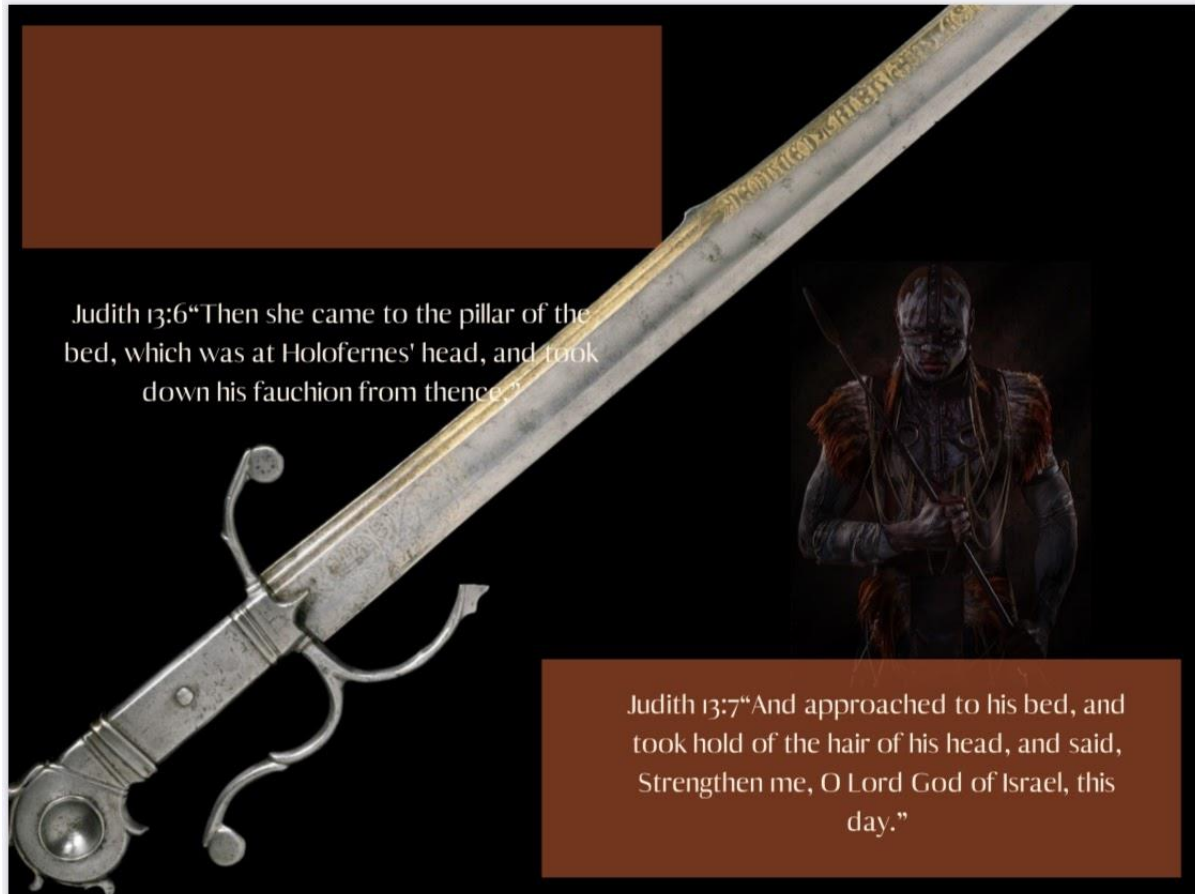 Judith 13:6“Then she came to the pillar of the
bed, which was at Holofernes' head, and took
down his fauchion from thence,”
Judith 13:7“And approached to his bed, and
took hold of the hair of his head, and said,
Strengthen me, O Lord God of Israel, this
day.”